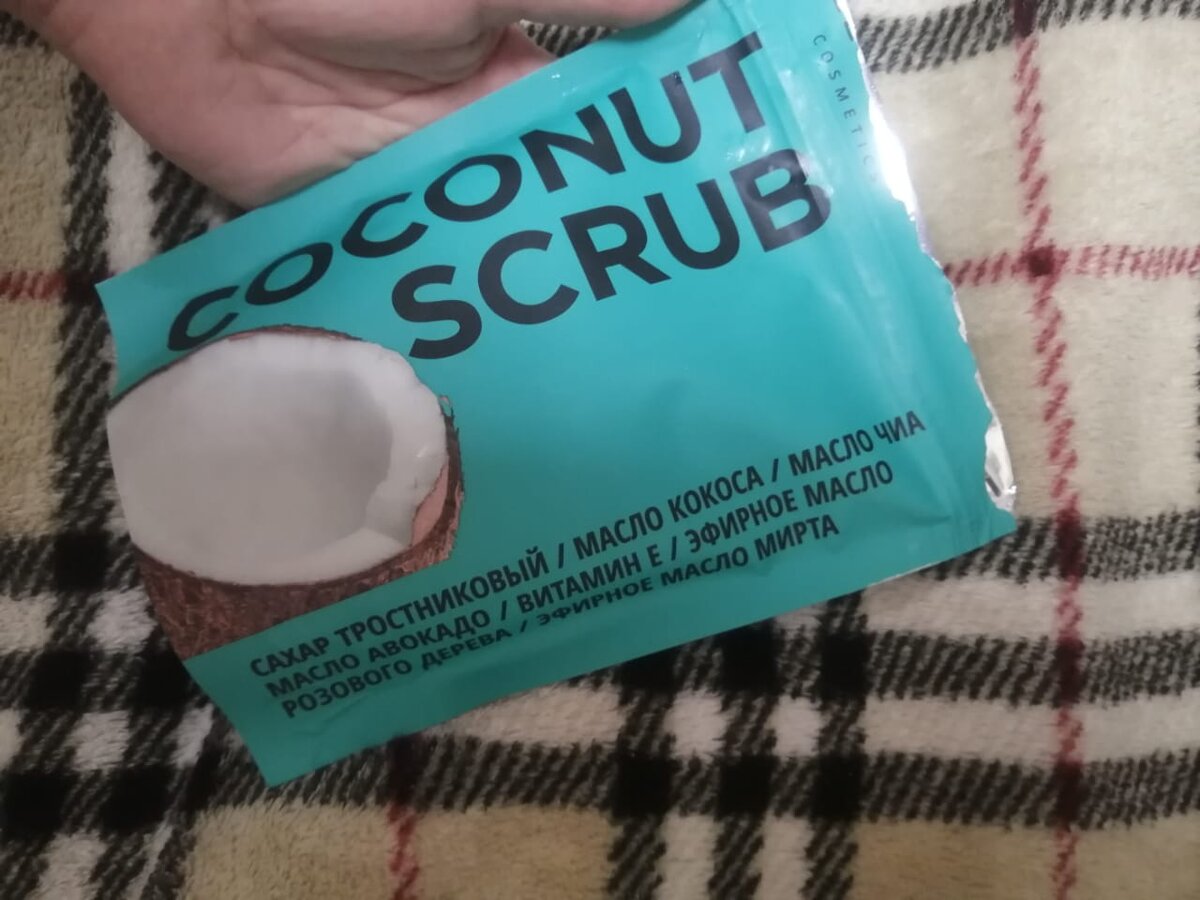 COSMETIC
COCONUT
SCRUB
САХАР ТРОСТНИКОВЫЙ / МАСЛО КОКОСА / МАСЛО ЧИА
МАСЛО АВОКАДО / ВИТАМИН Е / ЭФИРНОЕ МАСЛО
РОЗОВОГО ДЕРЕВА / ЭФИРНОЕ МАСЛО МИРТА